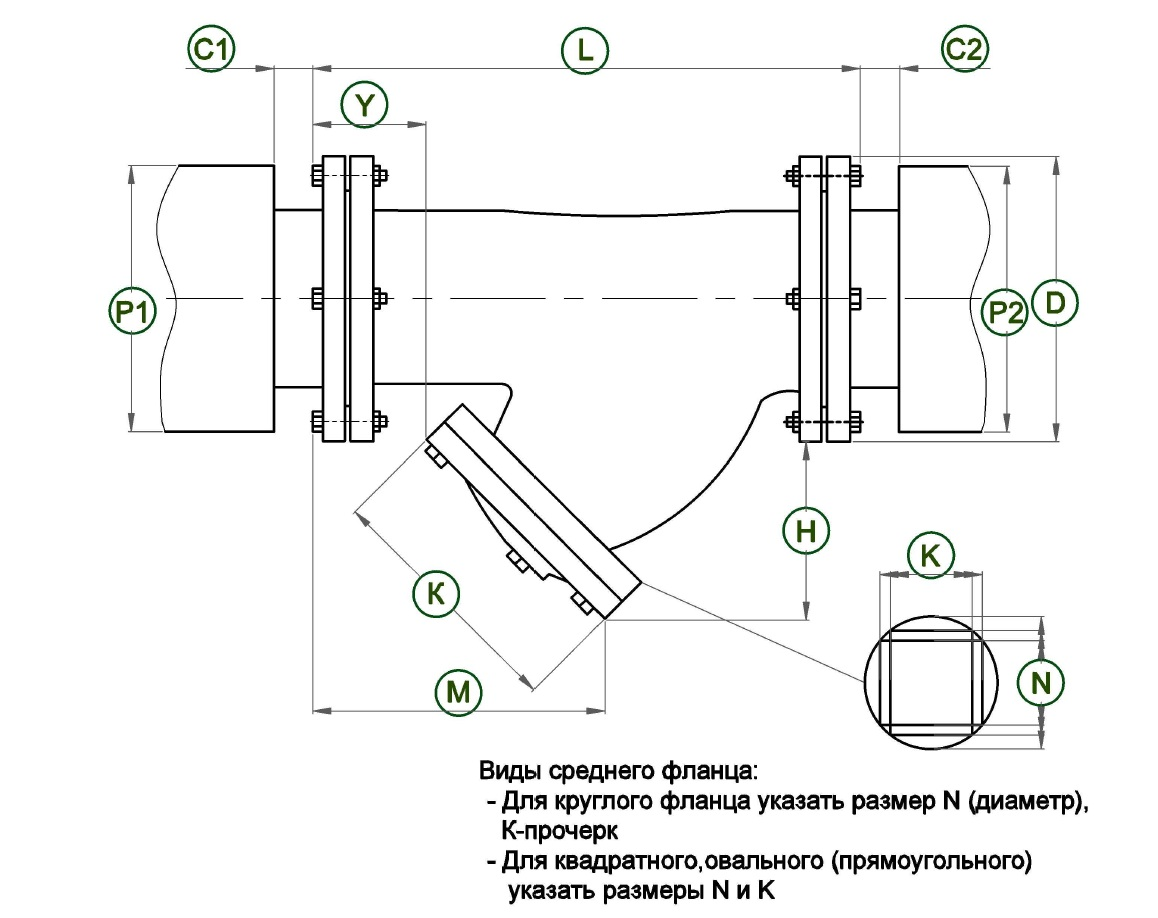 C1
L
C2
Y
P1
P2
D
H
K
K
N
M
Виды среднего фланца:
- Для круглого фланца указать размер N (диаметр),
К-прочерк
- Для квадратного,овального (прямоугольного)
указать размеры N и K